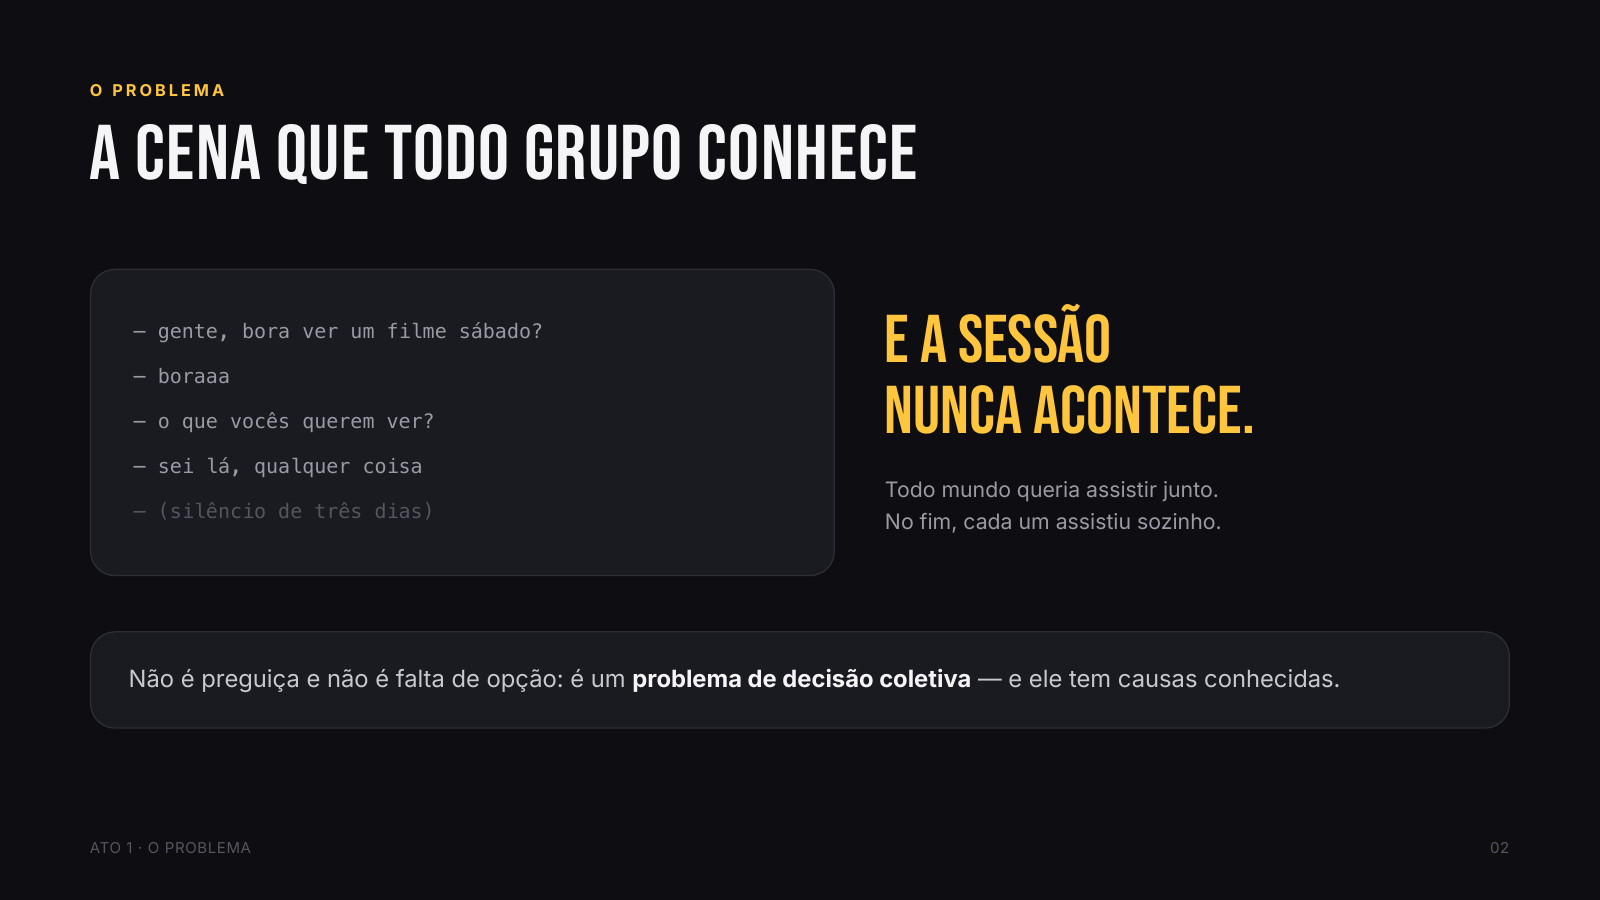 O PROBLEMA
A CENA QUE TODO GRUPO CONHECE
— gente, bora ver um filme sábado?
— boraaa
— o que vocês querem ver?
— sei lá, qualquer coisa
— (silêncio de três dias)
E A SESSÃO
NUNCA ACONTECE.
Todo mundo queria assistir junto.
No fim, cada um assistiu sozinho.
Não é preguiça e não é falta de opção: é um problema de decisão coletiva — e ele tem causas conhecidas.
ATO 1 · O PROBLEMA
02